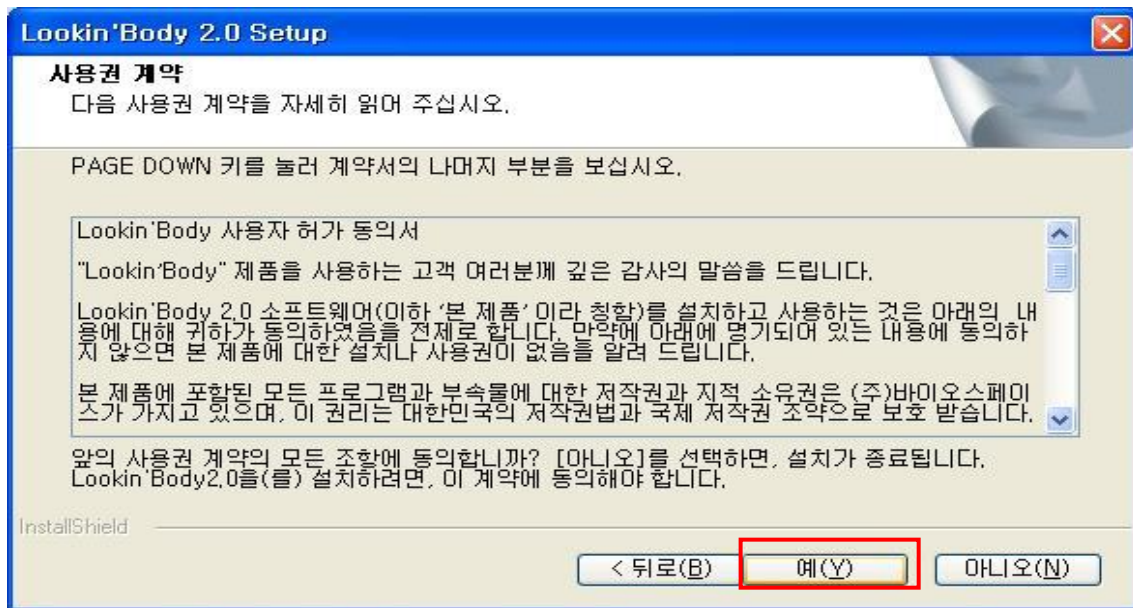 Lookin'Body 2.0 Setup
사용권 계약
다음 사용권 계약을 자세히 읽어 주십시오.
PAGE DOWN 키를 눌러 계약서의 나머지 부분을 보십시오.
Lookin'Body 사용자 허가 동의서
"Lookin'Body" 제품을 사용하는 고객 여러분께 깊은 감사의 말씀을 드립니다.
Lookin'Body 2.0 소프트웨어(이하 '본 제품' 이라 칭함)를 설치하고 사용하는 것은 아래의 내
용에 대해 귀하가 동의하였음을 전제로 합니다. 만약에 아래에 명기되어 있는 내용에 동의하
지 않으면 본 제품에 대한 설치나 사용권이 없음을 알려 드립니다.
본 제품에 포함된 모든 프로그램과 부속물에 대한 저작권과 지적 소유권은 (주)바이오스페이
스가 가지고 있으며, 이 권리는 대한민국의 저작권법과 국제 저작권 조약으로 보호 받습니다.
앞의 사용권 계약의 모든 조항에 동의합니까? [아니오]를 선택하면, 설치가 종료됩니다.
Lookin'Body2.0을(를) 설치하려면, 이 계약에 동의해야 합니다.
InstallShield
< 뒤로(B) 예(Y) 아니오(N)